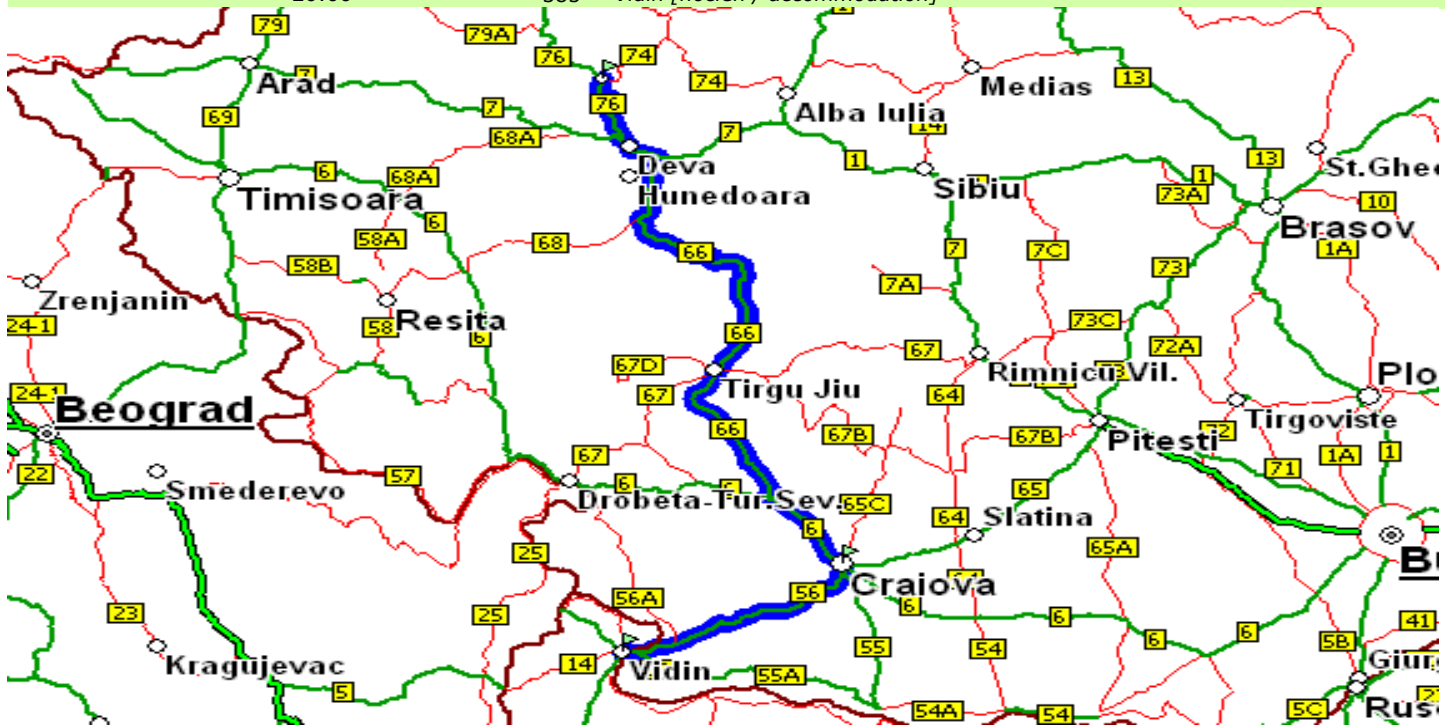 79
79A
76
74
Arad
7
74
Medias
13
76
Alba Iulia
69
7
68A
7
14
1
13
St.Ghe
Deva
Hunedoara
Sibiu
1
73A
10
6
68A
Timisoara
6
58A
68
66
7
7C
73
Brasov
1A
58B
7A
Zrenjanin
24-1
58
Resita
6
66
73C
72A
67D
67
67
Tirgu Jiu
Rimnicu Vil.
Plo
24-1
Beograd
67
64
66
67B
67B
Pitesti
Tirgoviste
22
57
67
71
1A
1
Smederevo
Drobeta-Tur.Sev.
6
65C
65
64
Slatina
6
25
65A
Craiova
23
25
56A
56
6
6
6
6
5B
41
Kragujevac
14
Vidin
55
54
55A
Giurg
5
54A
54
5C
Rus